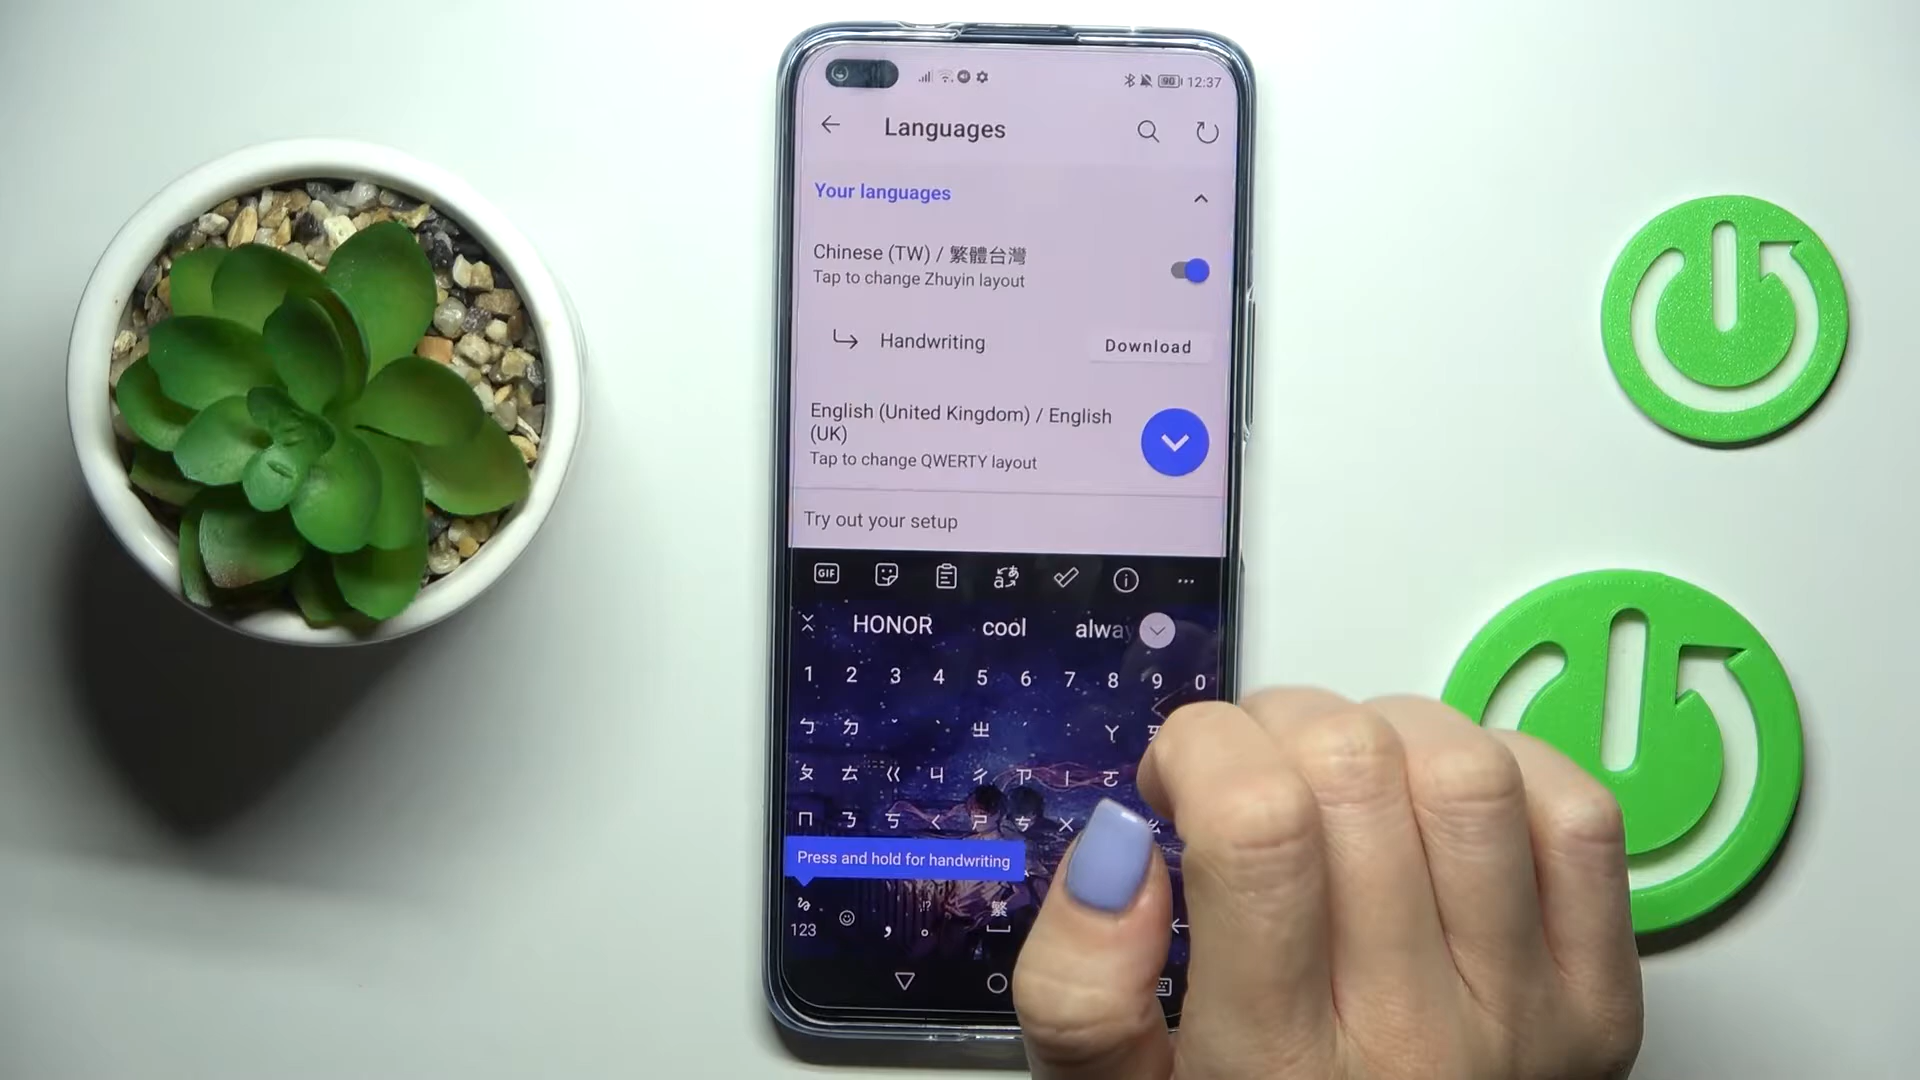 90 12:37
Languages
Your languages
Chinese (TW) / 繁體台灣
Tap to change Zhuyin layout
Handwriting Download
English (United Kingdom) / English
(UK)
Tap to change QWERTY layout
Try out your setup
GIF
HONOR cool alway
1 2 3 4 5 6 7 8 9 0
ㄅ ㄉ ˇ ˋ ㄓ ˊ ˙ ㄚ ㄞ
ㄆ ㄊ ㄍ ㄐ ㄔ ㄗ ㄧ ㄛ
ㄇ ㄋ ㄎ ㄑ ㄕ ㄘ ㄨ ㄠ
Press and hold for handwriting
!? 繁
123 , 。